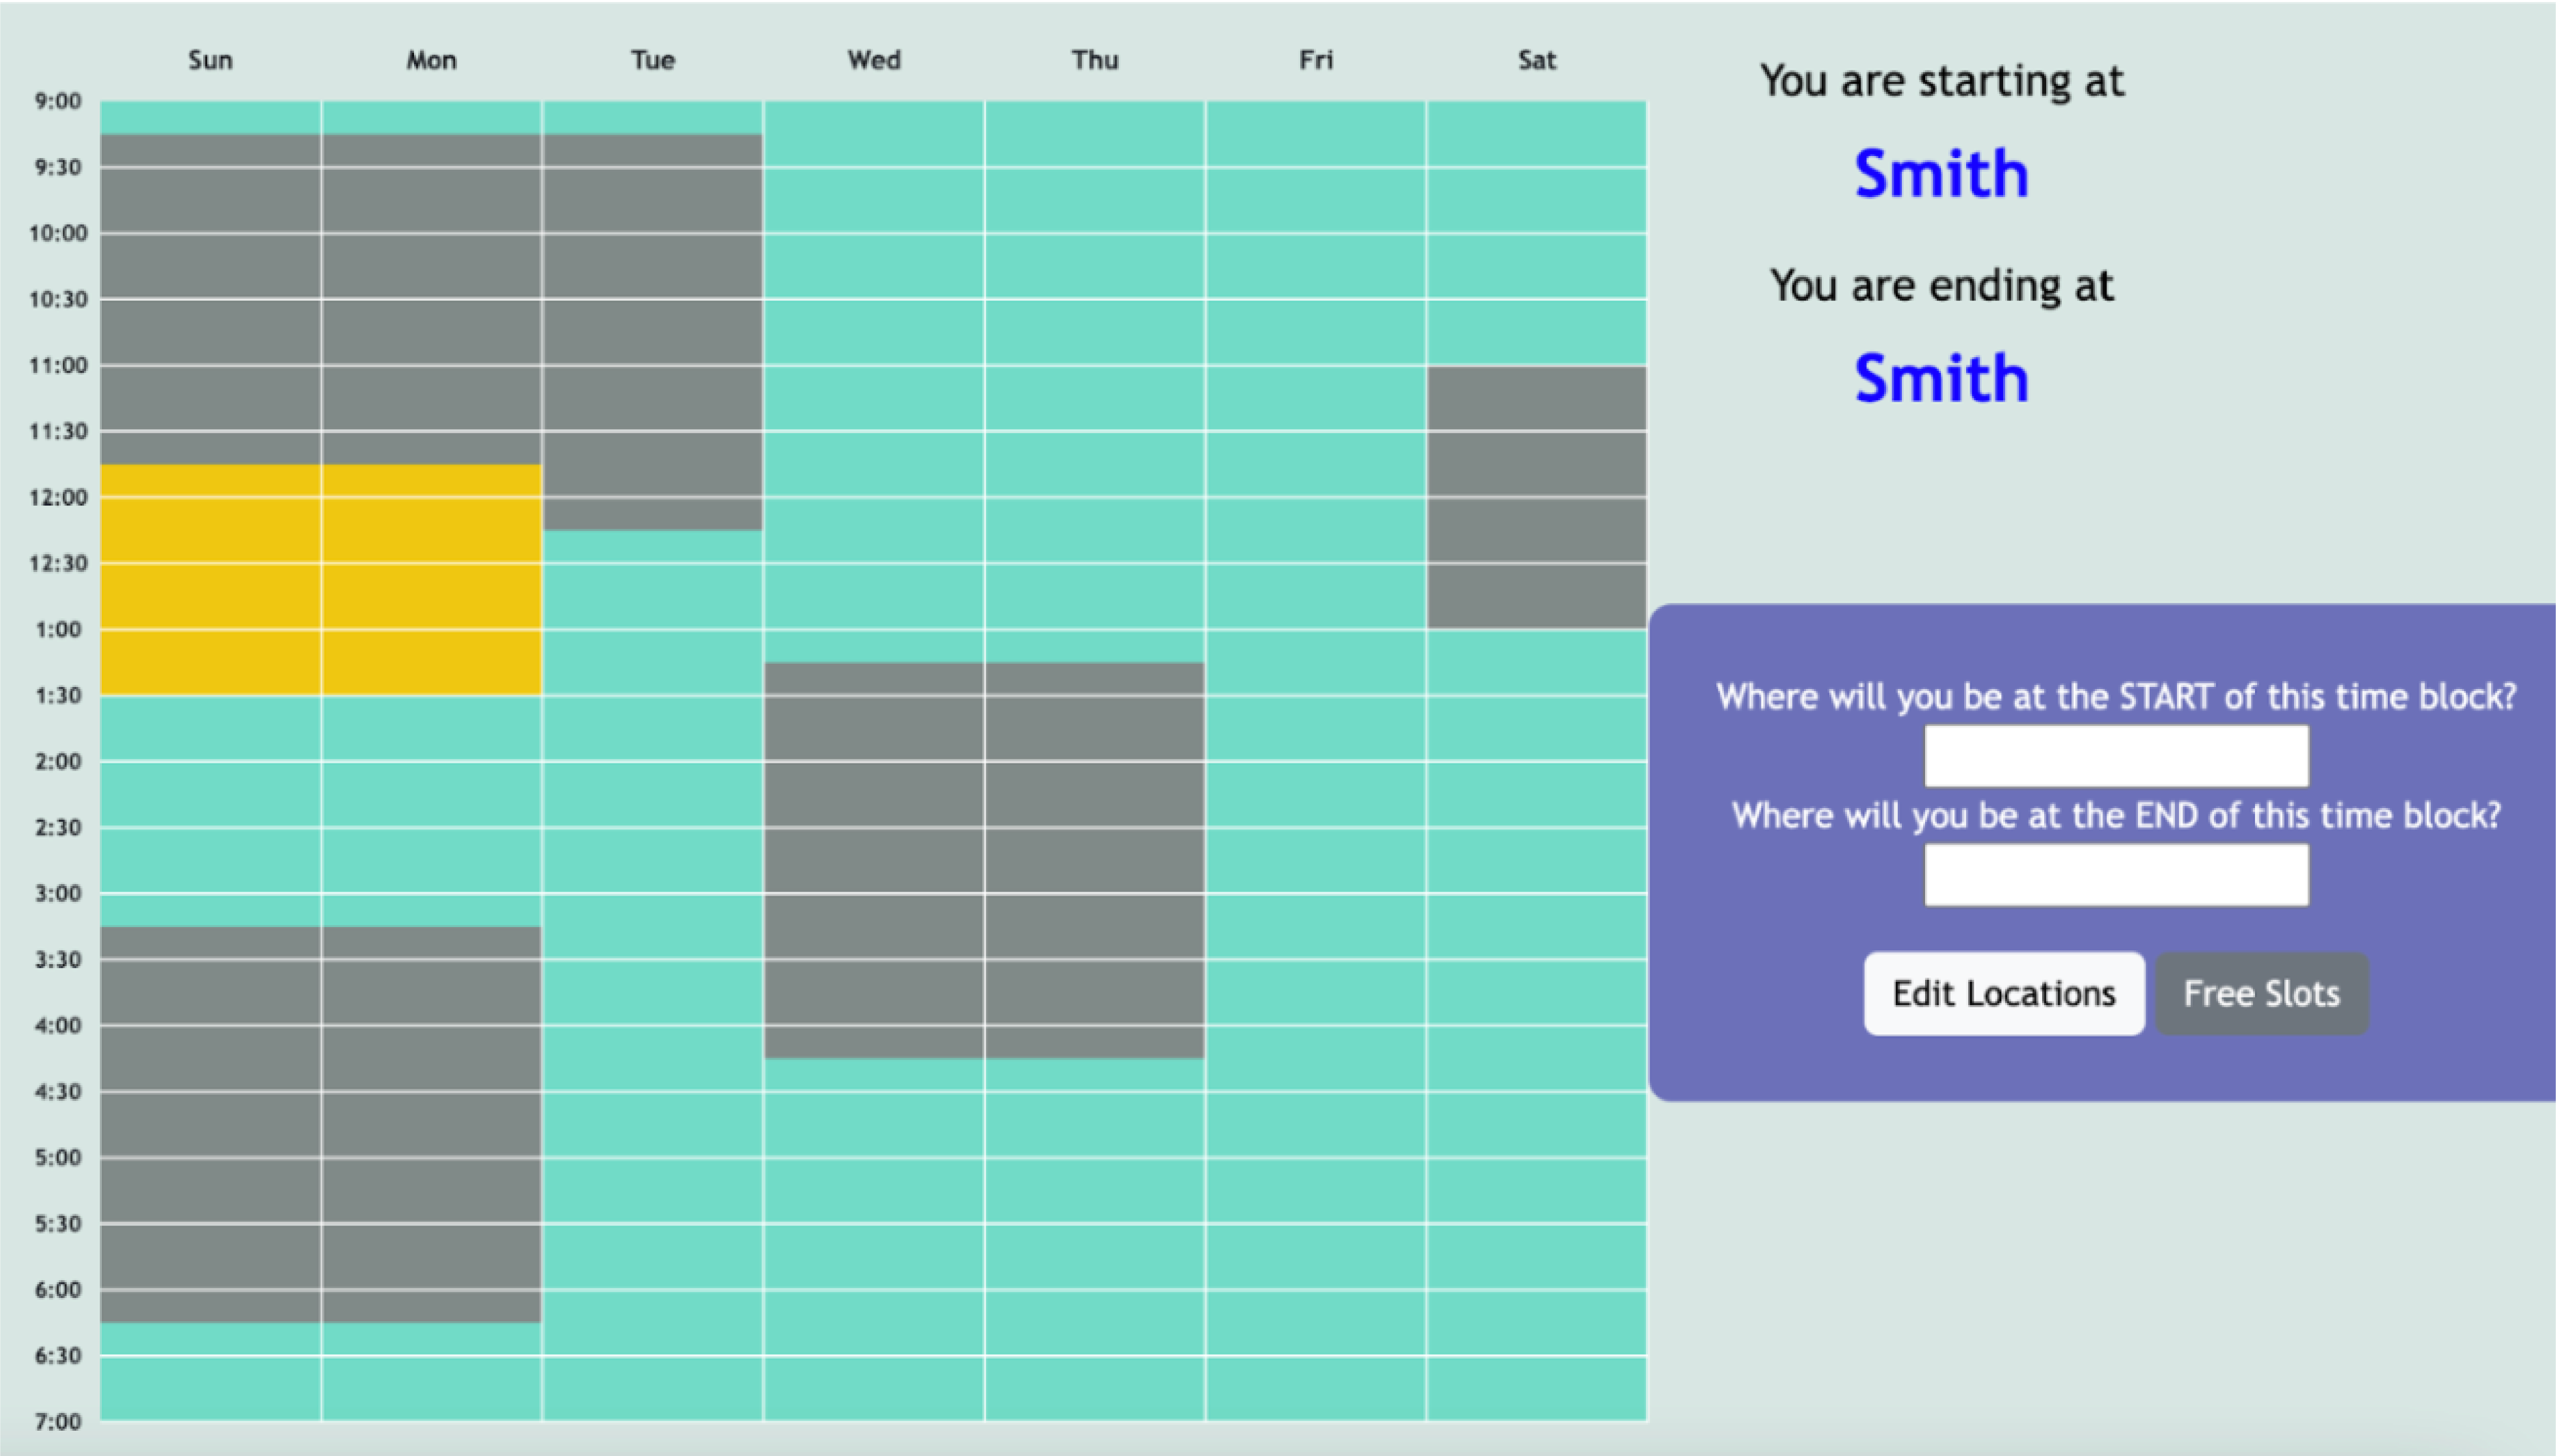 Sun Mon Tue Wed Thu Fri Sat
9:00
9:30
10:00
10:30
11:00
11:30
12:00
12:30
1:00
1:30
2:00
2:30
3:00
3:30
4:00
4:30
5:00
5:30
6:00
6:30
7:00
You are starting at
Smith
You are ending at
Smith
Where will you be at the START of this time block?
Where will you be at the END of this time block?
Edit Locations Free Slots